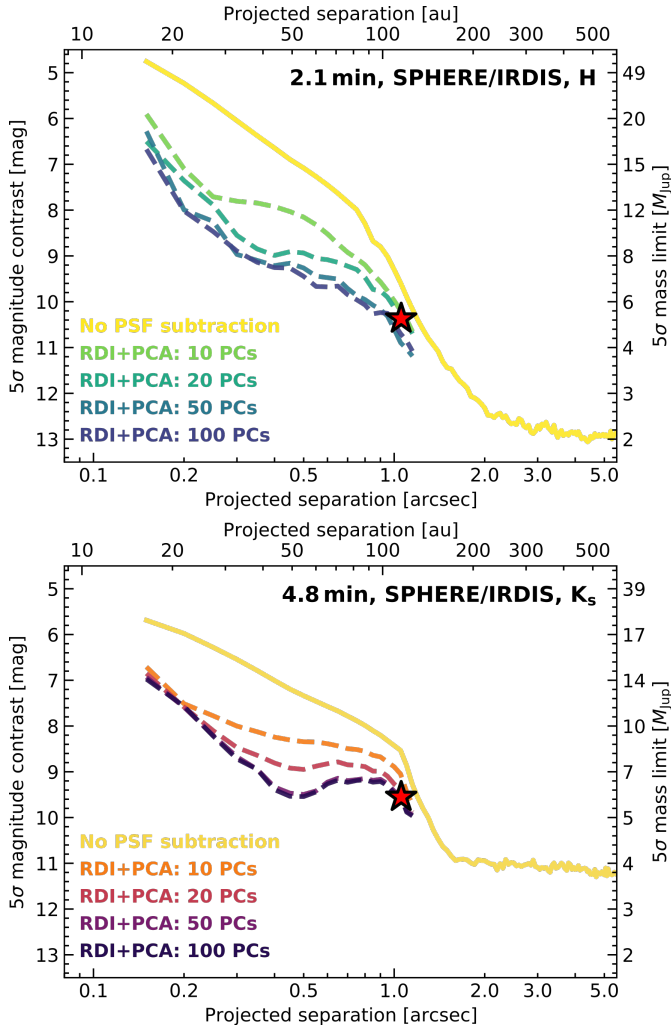 Projected separation [au]
10 20 50 100 200 300 500
2.1 min, SPHERE/IRDIS, H
5σ magnitude contrast [mag]
5
6
7
8
9
10
11
12
13
49
20
15
12
8
6
4
3
2
5σ mass limit [M_Jup]
No PSF subtraction
RDI+PCA: 10 PCs
RDI+PCA: 20 PCs
RDI+PCA: 50 PCs
RDI+PCA: 100 PCs
0.1 0.2 0.5 1.0 2.0 3.0 5.0
Projected separation [arcsec]
Projected separation [au]
10 20 50 100 200 300 500
4.8 min, SPHERE/IRDIS, Kₛ
5σ magnitude contrast [mag]
5
6
7
8
9
10
11
12
13
39
17
14
10
7
5
4
3
2
5σ mass limit [M_Jup]
No PSF subtraction
RDI+PCA: 10 PCs
RDI+PCA: 20 PCs
RDI+PCA: 50 PCs
RDI+PCA: 100 PCs
0.1 0.2 0.5 1.0 2.0 3.0 5.0
Projected separation [arcsec]